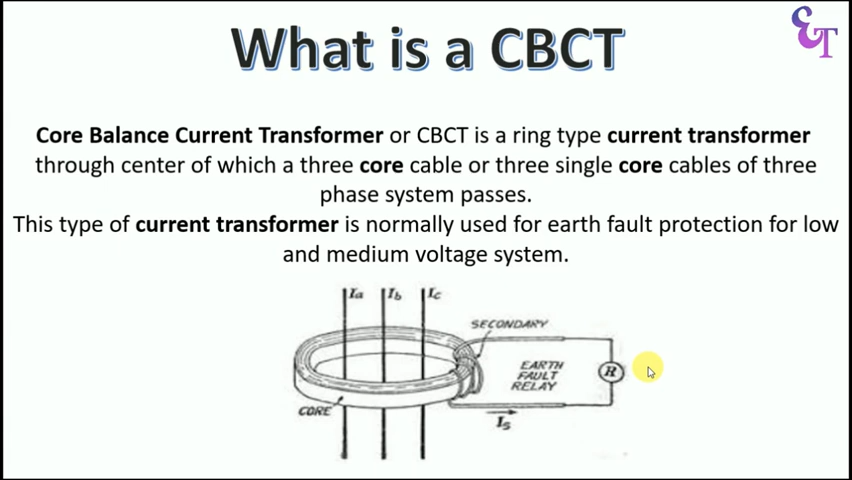 What is a CBCT
ET
Core Balance Current Transformer or CBCT is a ring type current transformer
through center of which a three core cable or three single core cables of three
phase system passes.
This type of current transformer is normally used for earth fault protection for low
and medium voltage system.
Ia Ib Ic
SECONDARY
EARTH
FAULT
RELAY
R
CORE
Is